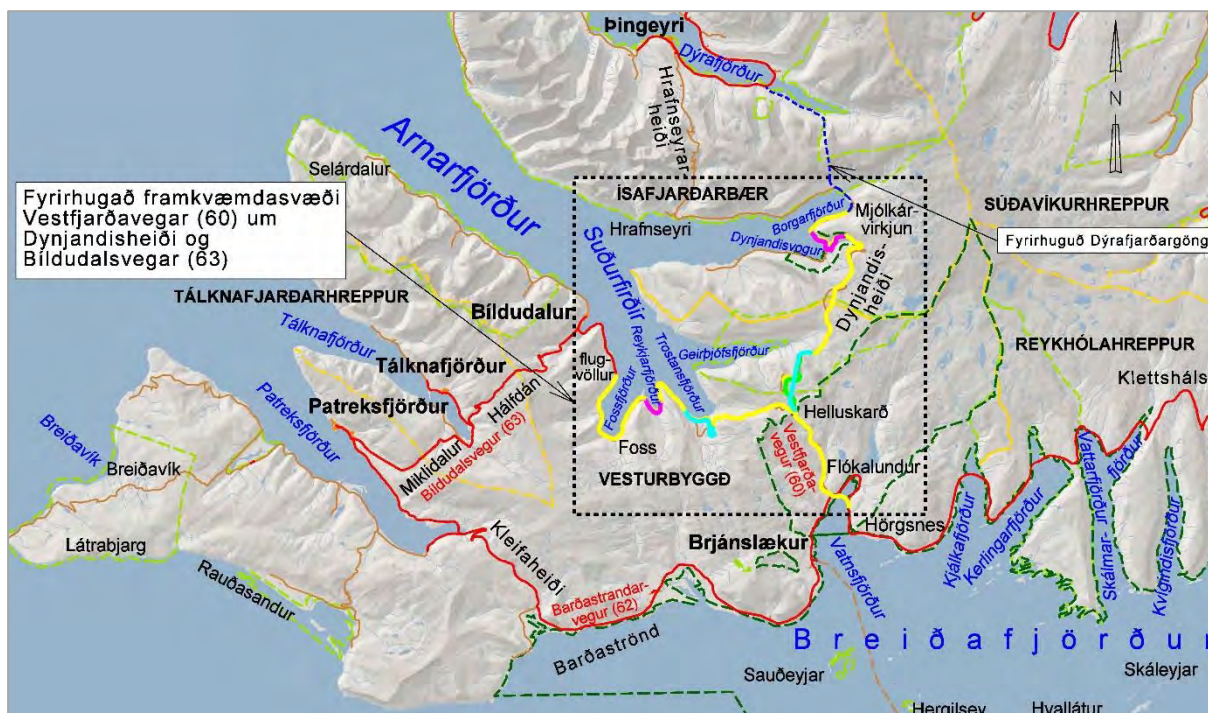 Þingeyri
Dýrafjörður
Hrafnseyrar
heiði
N
Arnarfjörður
Selárdalur
Fyrirhugað framkvæmdasvæði
Vestfjarðavegar (60) um
Dynjandisheiði og
Bíldudalsvegar (63)
ÍSAFJARÐARBÆR
Borgarfjörður
Mjólkár-
virkjun
SÚÐAVÍKURHREPPUR
Hrafnseyri
Dynjandisvogur
Fyrirhuguð Dýrafjarðargöng
Suðurfirðir
Dynjandis-
heiði
TÁLKNAFJARÐARHREPPUR
Bíldudalur
Tálknafjörður
Geirþjófsfjörður
REYKHÓLAHREPPUR
Tálknafjörður
flug-
völlur
Fossfjörður
Reykjarfjörður
Trostansfjörður
Klettsháls
Hálfdán
Patreksfjörður
Patreksfjörður
Helluskarð
Breiðavík
Breiðavík
Foss
Miklidalur
Bíldudalsvegur (63)
Vestfjarða-
vegur (60)
Flókalundur
VESTURBYGGÐ
Hörgsnes
Kjálkafjörður
Kerlingarfjörður
Vattarfjörður
Skálmar-
fjörður
Kvígindisfjörður
Látrabjarg
Rauðasandur
Kleifaheiði
Brjánslækur
Vatnsfjörður
Barðastrandar-
vegur (62)
Barðaströnd
Breiðafjörður
Sauðeyjar
Skáleyjar
Hergilsey
Hvallátur